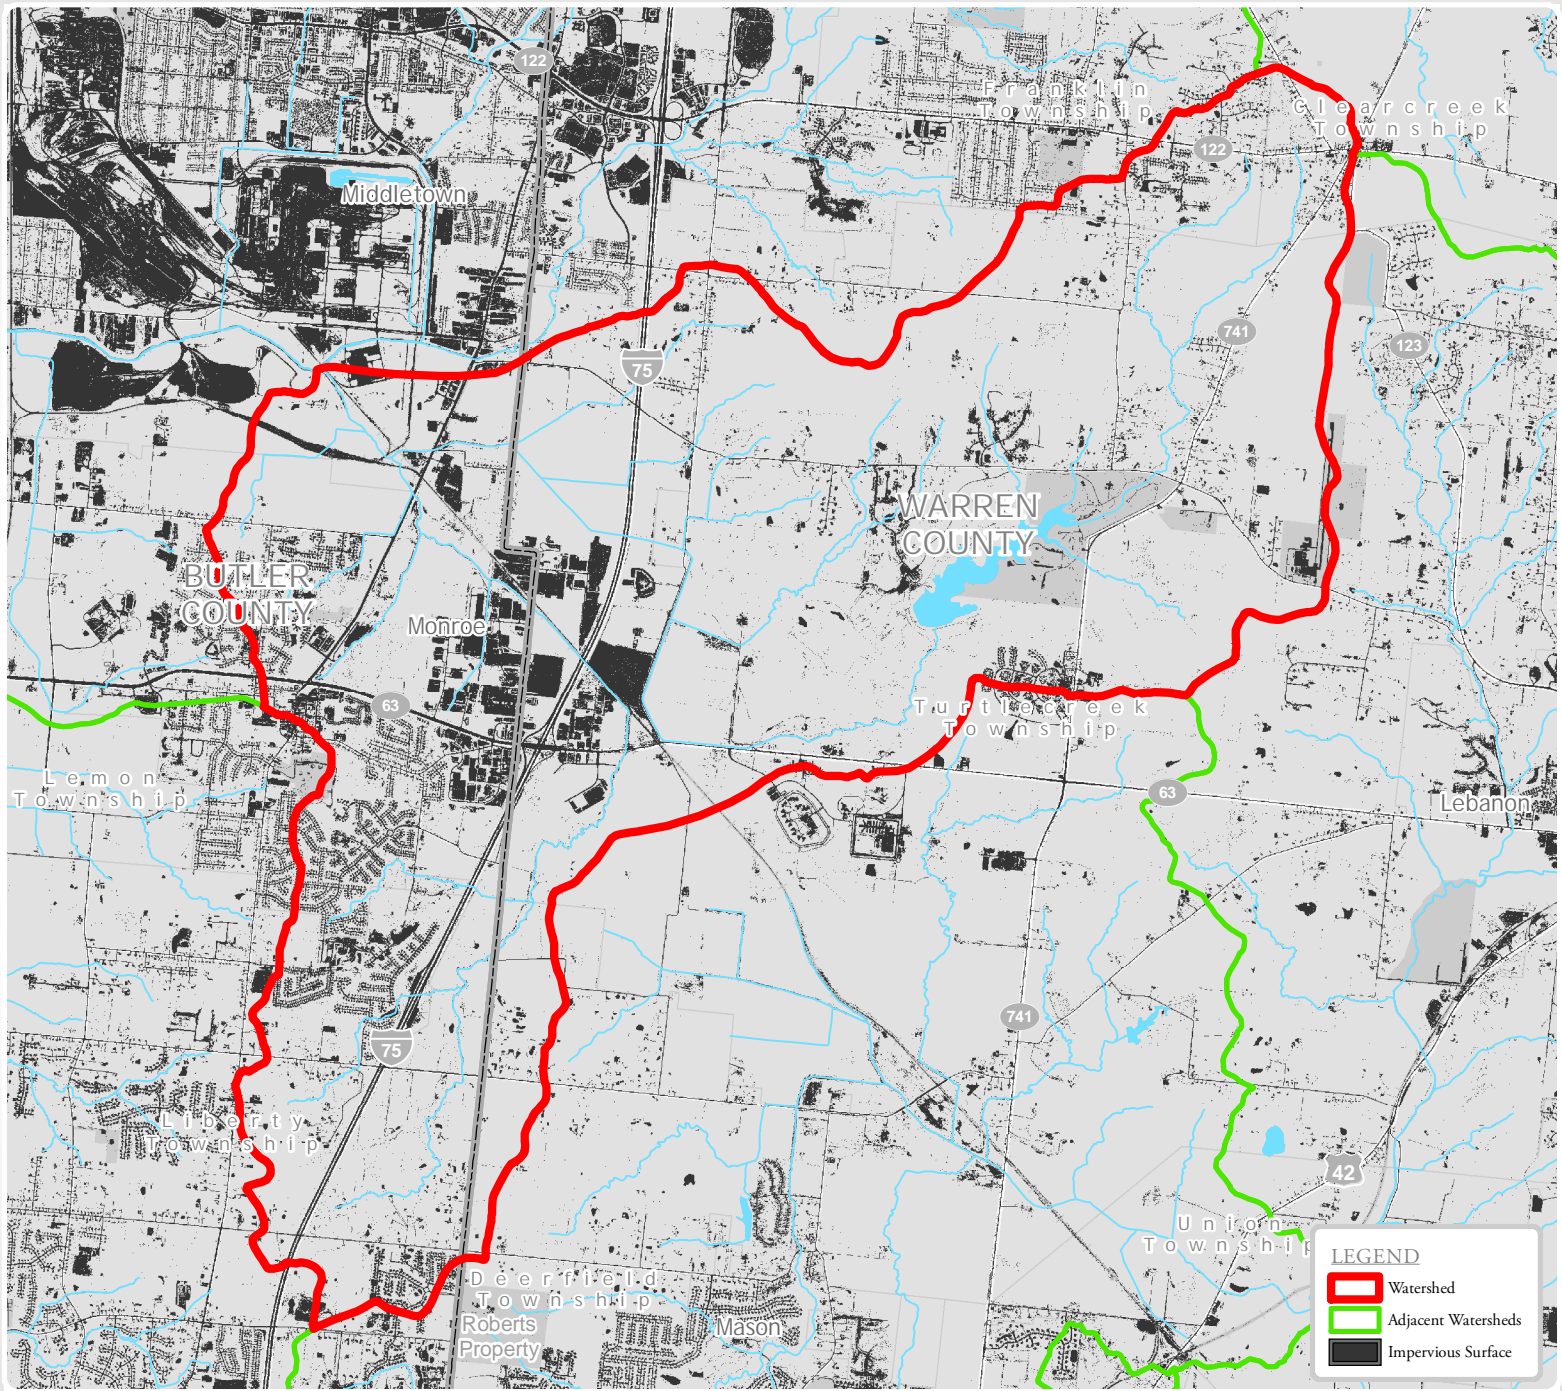 122
Franklin
Township
Clearcreek
Township
122
Middletown
741
123
75
WARREN
COUNTY
BUTLER
COUNTY
Monroe
63
Turtlecreek
Township
Lemon
Township
63
Lebanon
741
75
Liberty
Township
42
Union
Township
Deerfield
Township
Roberts
Property
Mason
LEGEND
Watershed
Adjacent Watersheds
Impervious Surface